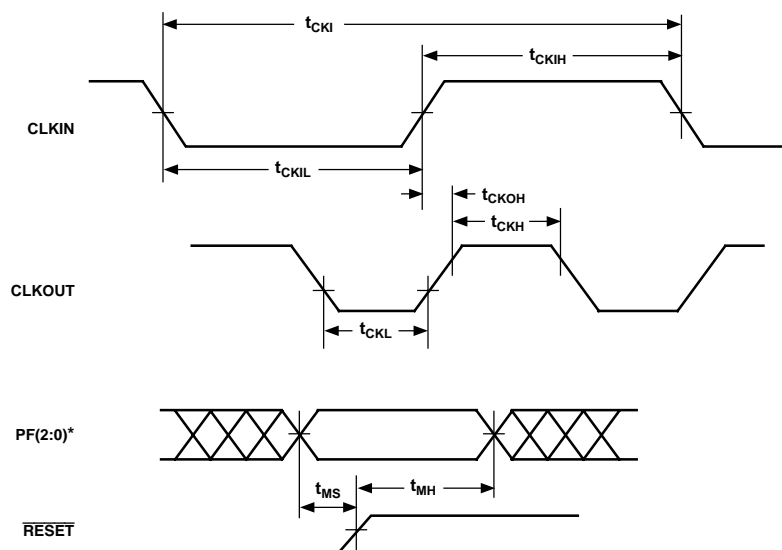 tCKI
tCKIH
CLKIN
tCKIL
tCKOH
tCKH
CLKOUT
tCKL
PF(2:0)*
tMS
tMH
RESET